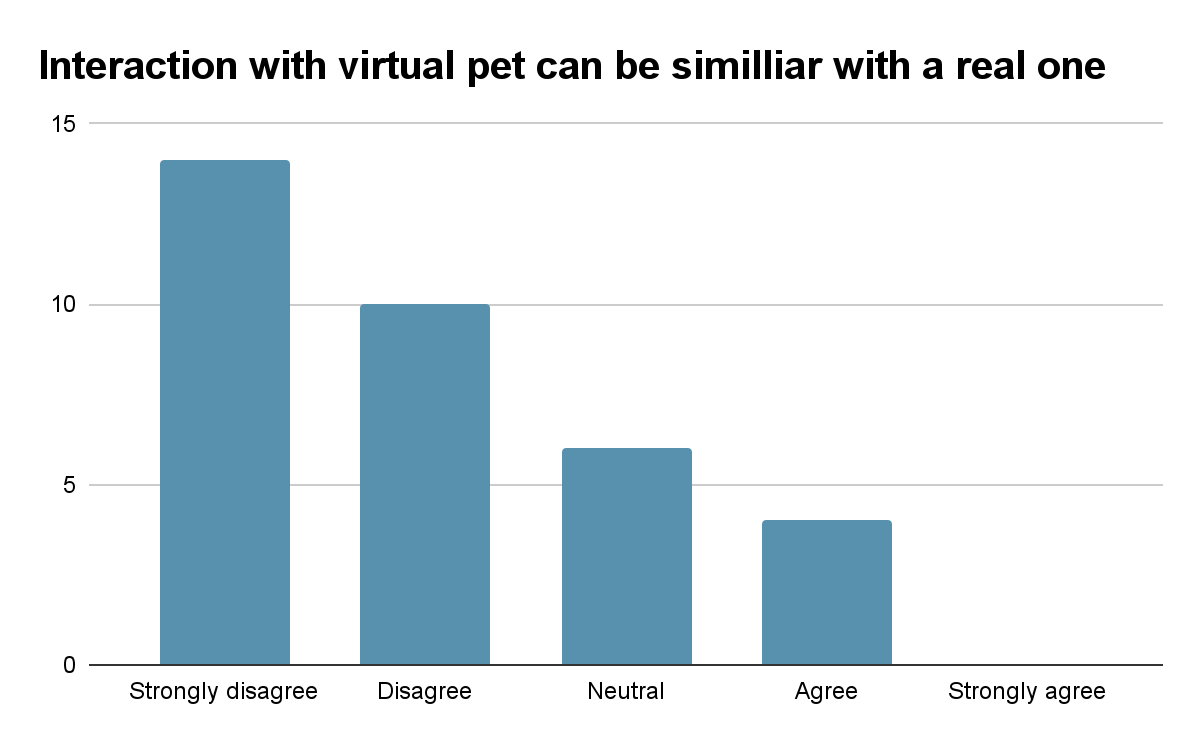 Interaction with virtual pet can be similliar with a real one
15
10
5
0
Strongly disagree
Disagree
Neutral
Agree
Strongly agree